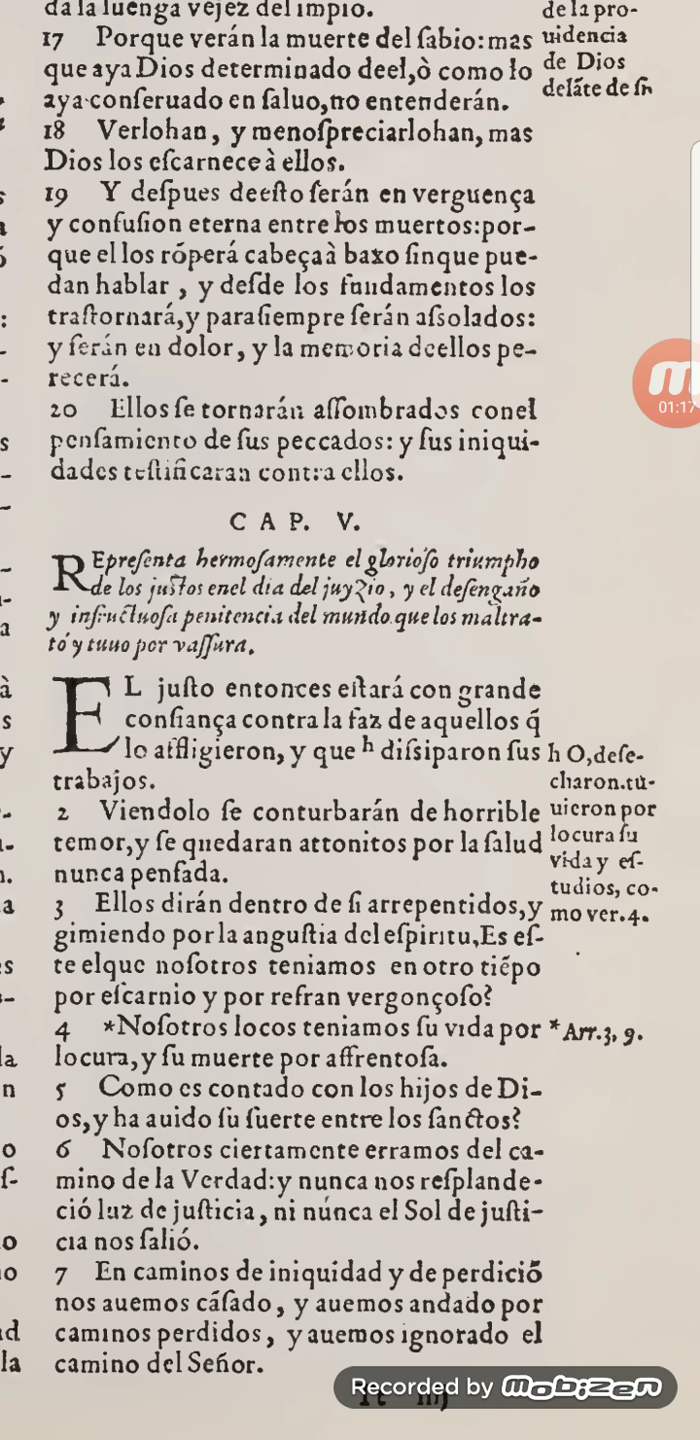 da la luenga vejez del impio.
17 Porque verán la muerte del ſabio: mas
que aya Dios determinado deel, ò como lo
aya conſeruado en ſaluo, no entenderán.
18 Verlohan, y menoſpreciarlohan, mas
Dios los eſcarnece à ellos.
19 Y deſpues deeſto ſerán en verguença
y confuſion eterna entre los muertos: por-
que ellos rõperá cabeça à baxo ſinque pue-
dan hablar, y deſde los fundamentos los
traſtornará, y paraſiempre ſerán aſsolados:
y ſerán en dolor, y la memoria deellos pe-
recerá.
20 Ellos ſe tornarán aſſombrados conel
penſamiento de ſus peccados: y ſus iniqui-
dades teſtificaran contra ellos.
de la pro-
uidencia
de Dios
delãte de ſu
CAP. V.
REpreſenta hermoſamente el glorioſo triumpho
de los juſtos enel dia del juyzio, y el deſengaño
y infructuoſa penitencia del mundo que los maltra-
tó y tuuo por vaſſura.
EL juſto entonces eſtará con grande
confiança contra la faz de aquellos q̃
lo affligieron, y que ʰ diſsiparon ſus
trabajos.
2 Viendolo ſe conturbarán de horrible
temor, y ſe quedaran attonitos por la ſalud
nunca penſada.
3 Ellos dirán dentro de ſi arrepentidos, y
gimiendo por la anguſtia del eſpiritu, Es eſ-
te elque noſotros teniamos en otro tiẽpo
por eſcarnio y por refran vergonçoſo?
4 *Noſotros locos teniamos ſu vida por
locura, y ſu muerte por affrentoſa.
5 Como es contado con los hijos de Di-
os, y ha auido ſu ſuerte entre los ſanctos?
6 Noſotros ciertamente erramos del ca-
mino de la Verdad: y nunca nos reſplande-
ció luz de juſticia, ni núnca el Sol de juſti-
cia nos ſalió.
7 En caminos de iniquidad y de perdiciõ
nos auemos cãſado, y auemos andado por
caminos perdidos, y auemos ignorado el
camino del Señor.
h O, deſe-
charon. tu-
uieron por
locura ſu
vida y eſ-
tudios, co-
mo ver. 4.
*Arr. 3, 9.
01:17
Recorded by mobizen